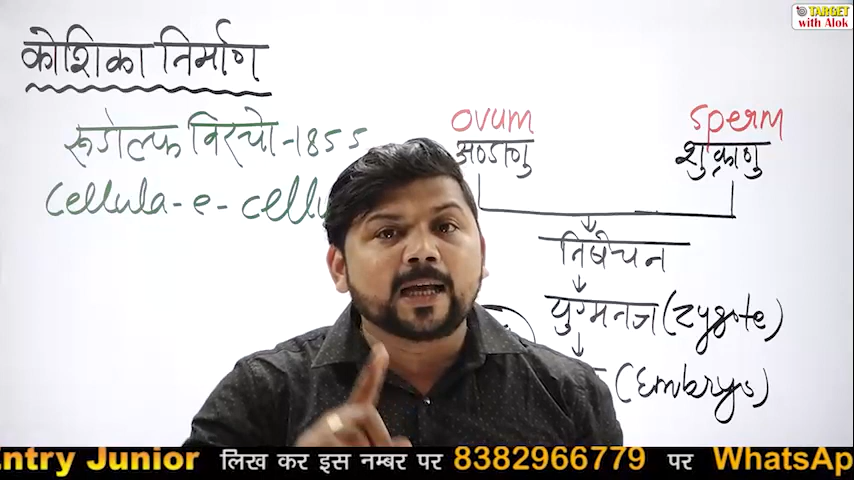 TARGET
with Alok
कोशिका निर्माण
रूडोल्फ विरचो-1855
Cellula-e-cellu
ovum
अण्डाणु
Sperm
शुक्राणु
निषेचन
युग्मनज (zygote)
(Embryo)
Entry Junior लिख कर इस नम्बर पर 8382966779 पर WhatsAp